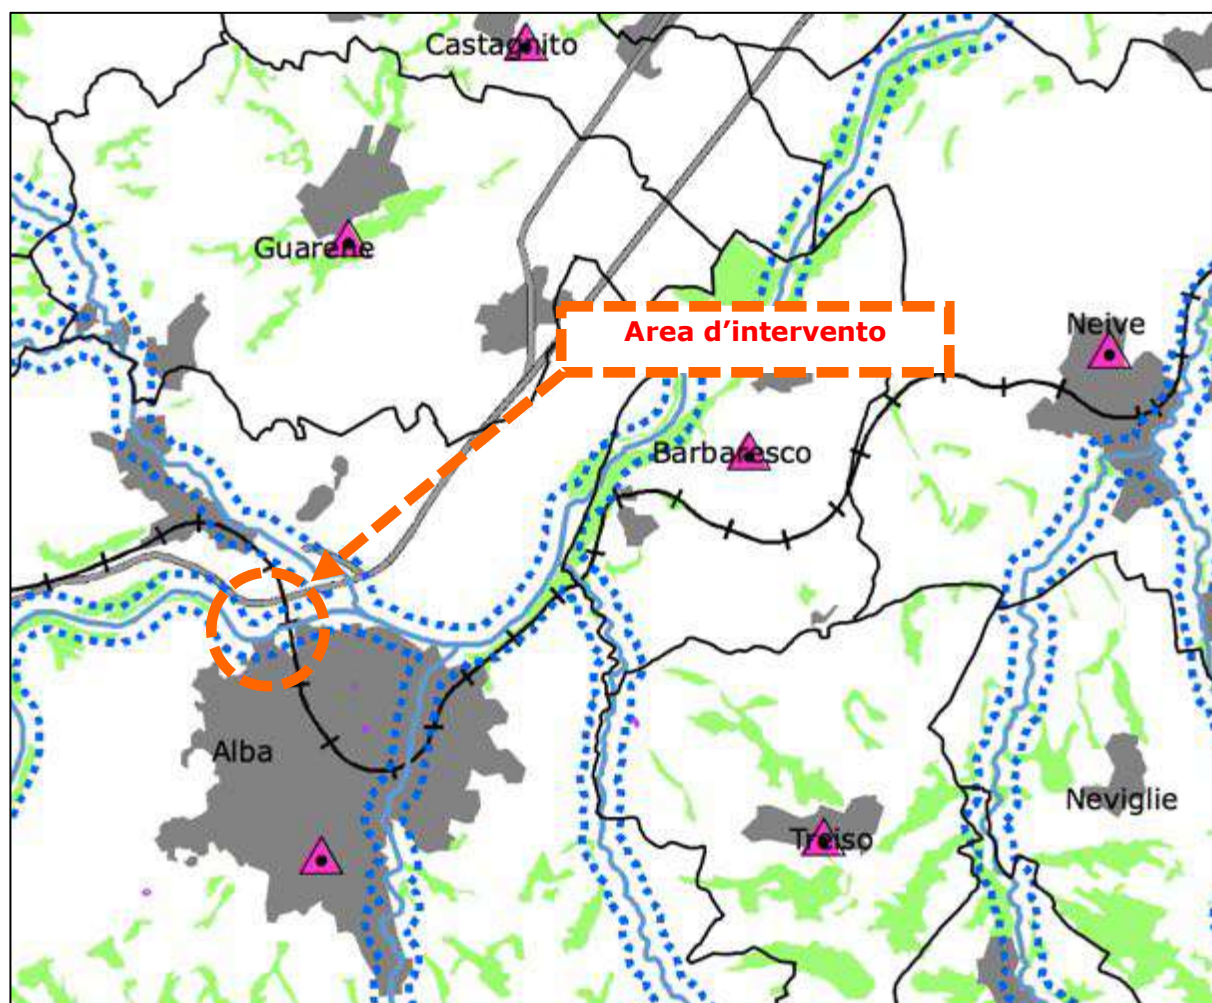 Castagnito
Guarene
Area d’intervento
Neive
Barbaresco
Alba
Neviglie
Treiso